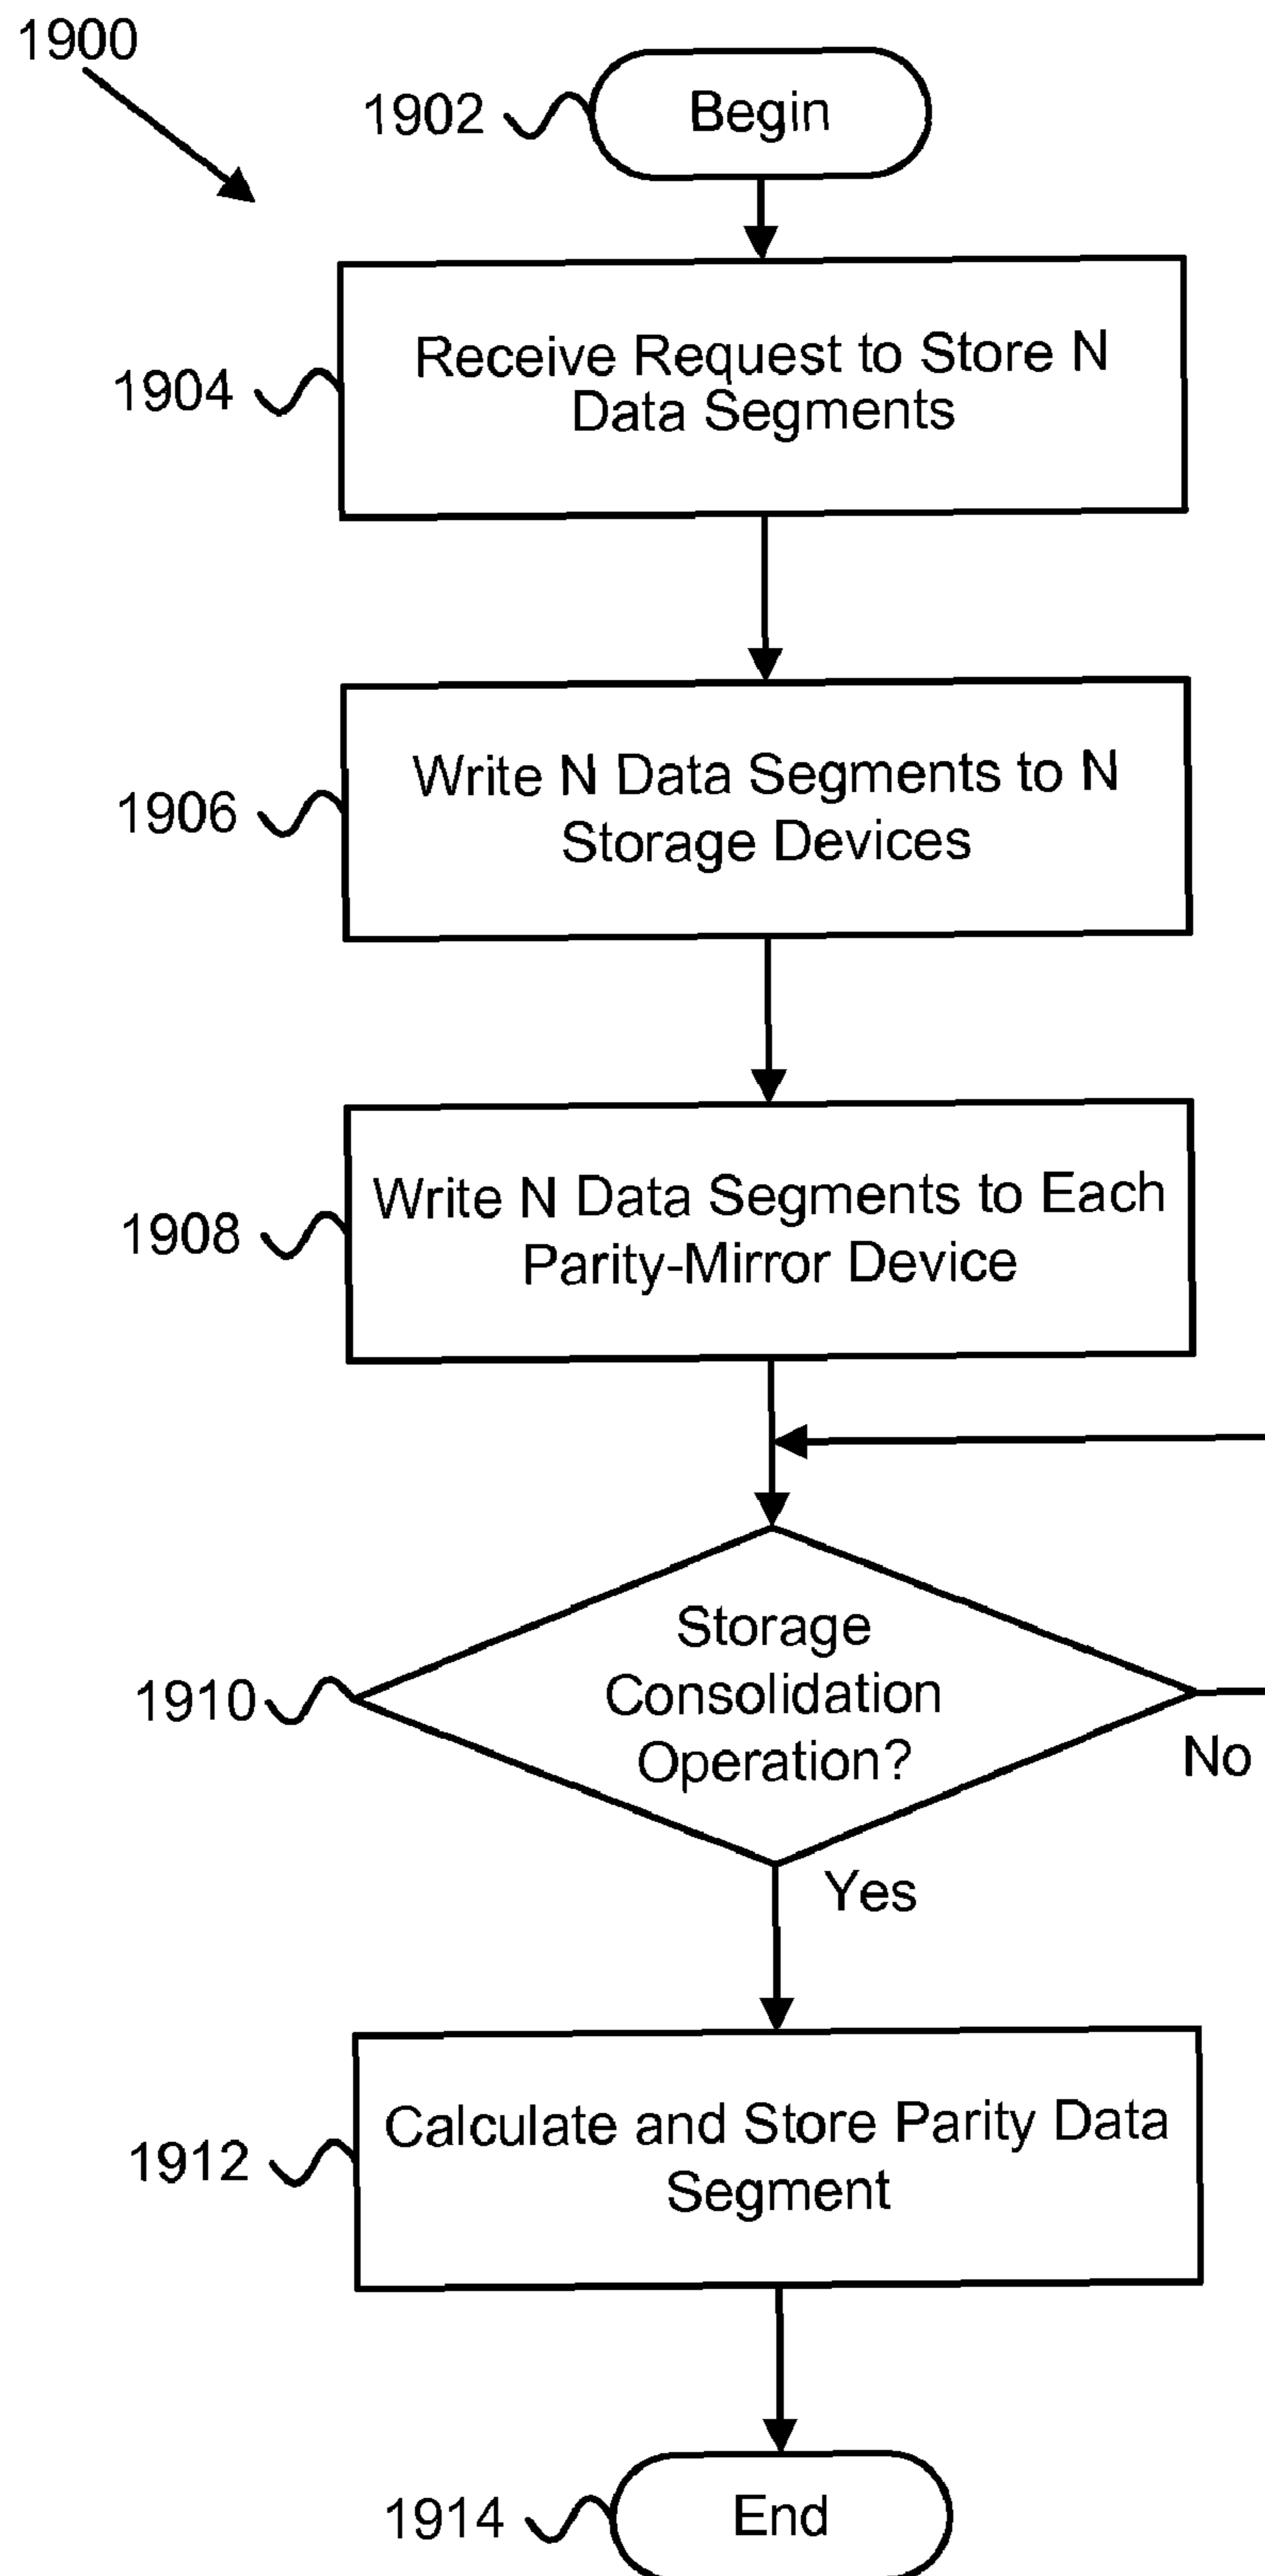 1900
1902
Begin
Receive Request to Store N
Data Segments
1904
Write N Data Segments to N
Storage Devices
1906
Write N Data Segments to Each
Parity-Mirror Device
1908
Storage
Consolidation
Operation?
1910
No
Yes
Calculate and Store Parity Data
Segment
1912
1914
End